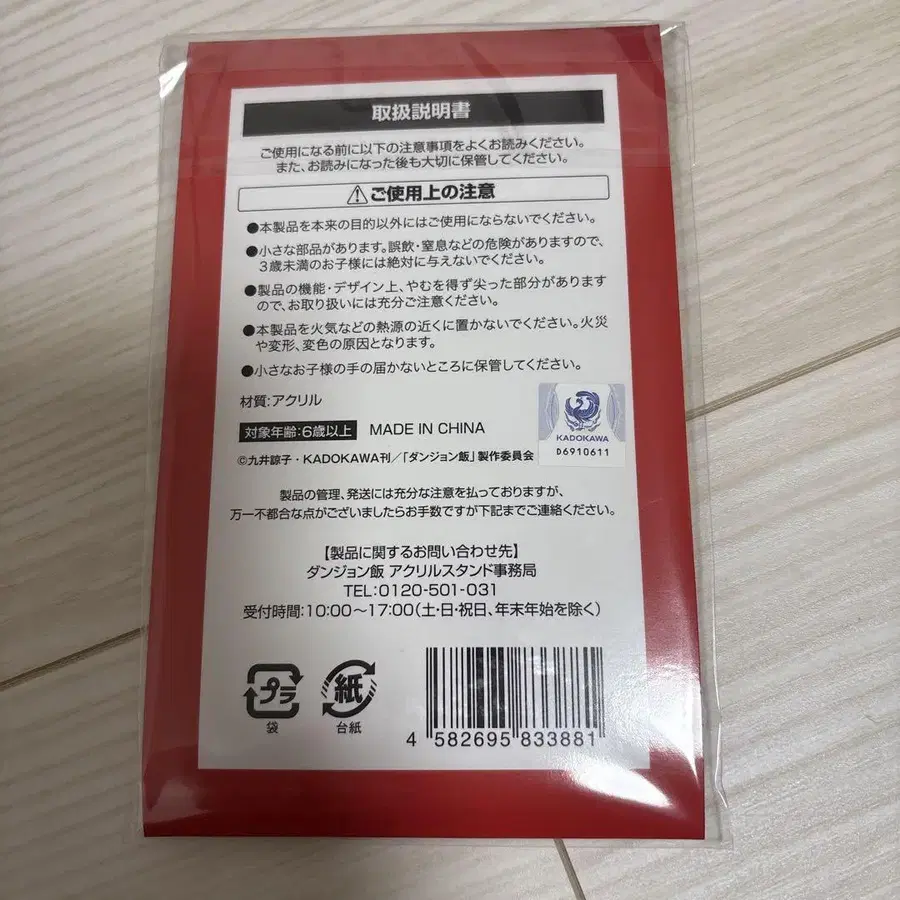 取扱説明書
ご使用になる前に以下の注意事項をよくお読みください。
また、お読みになった後も大切に保管してください。
⚠ご使用上の注意
●本製品を本来の目的以外にはご使用にならないでください。
●小さな部品があります。誤飲・窒息などの危険がありますので、
3歳未満のお子様には絶対に与えないでください。
●製品の機能・デザイン上、やむを得ず尖った部分があります
ので、お取り扱いには充分ご注意ください。
●本製品を火気などの熱源の近くに置かないでください。火災
や変形、変色の原因となります。
●小さなお子様の手の届かないところに保管してください。
材質:アクリル
対象年齢:6歳以上 MADE IN CHINA
KADOKAWA
D6910611
©九井諒子・KADOKAWA刊/「ダンジョン飯」製作委員会
製品の管理、発送には充分な注意を払っておりますが、
万一不都合な点がございましたらお手数ですが下記までご連絡ください。
【製品に関するお問い合わせ先】
ダンジョン飯 アクリルスタンド事務局
TEL:0120-501-031
受付時間:10:00〜17:00(土・日・祝日、年末年始を除く)
プラ
袋
紙
台紙
4 582695 833881